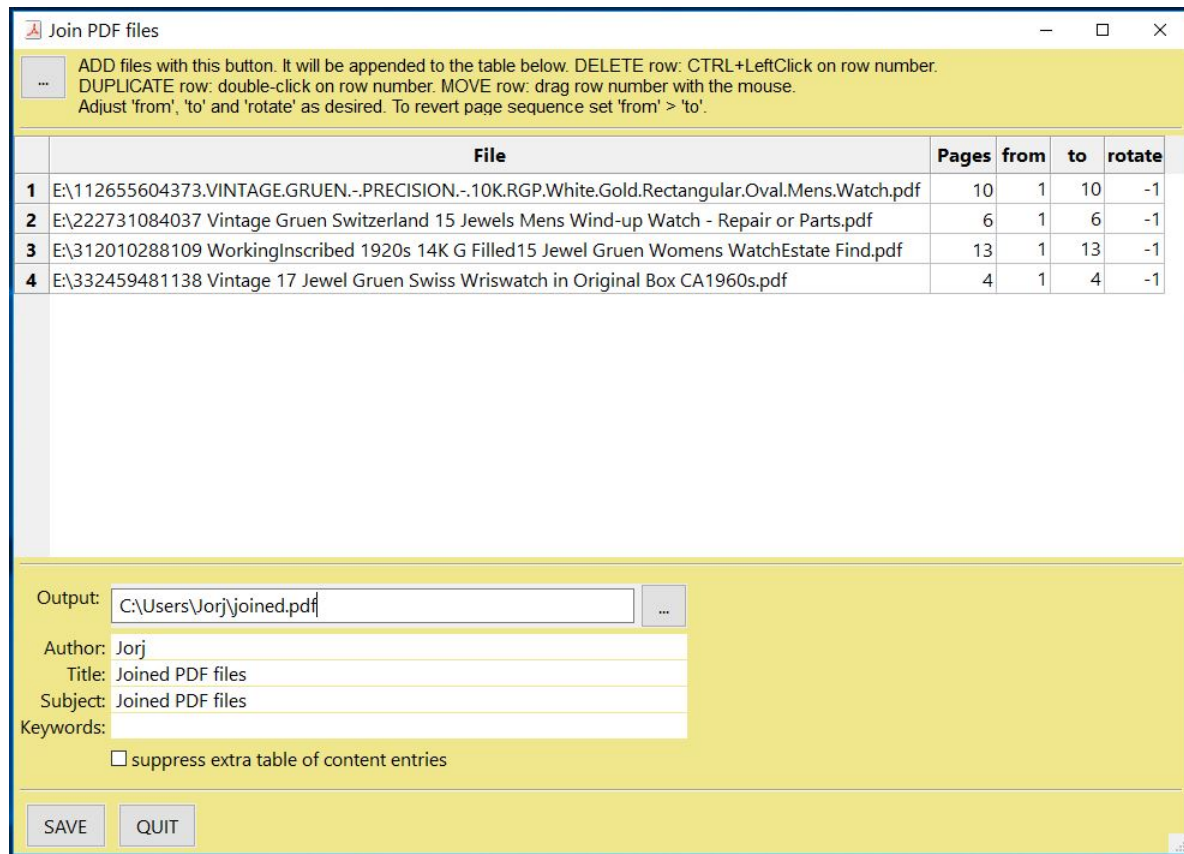 Join PDF files
... ADD files with this button. It will be appended to the table below. DELETE row: CTRL+LeftClick on row number.
DUPLICATE row: double-click on row number. MOVE row: drag row number with the mouse.
Adjust 'from', 'to' and 'rotate' as desired. To revert page sequence set 'from' > 'to'.
File Pages from to rotate
1 E:\112655604373.VINTAGE.GRUEN.-.PRECISION.-.10K.RGP.White.Gold.Rectangular.Oval.Mens.Watch.pdf 10 1 10 -1
2 E:\222731084037 Vintage Gruen Switzerland 15 Jewels Mens Wind-up Watch - Repair or Parts.pdf 6 1 6 -1
3 E:\312010288109 WorkingInscribed 1920s 14K G Filled15 Jewel Gruen Womens WatchEstate Find.pdf 13 1 13 -1
4 E:\332459481138 Vintage 17 Jewel Gruen Swiss Wriswatch in Original Box CA1960s.pdf 4 1 4 -1
Output: C:\Users\Jorj\joined.pdf ...
Author: Jorj
Title: Joined PDF files
Subject: Joined PDF files
Keywords:
suppress extra table of content entries
SAVE QUIT